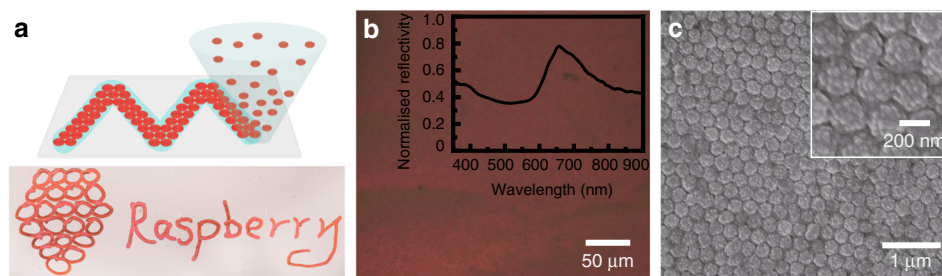 a
Raspberry
b
Normalised reflectivity
1.0
0.8
0.6
0.4
0.2
0
400 500 600 700 800 900
Wavelength (nm)
50 μm
c
200 nm
1 μm